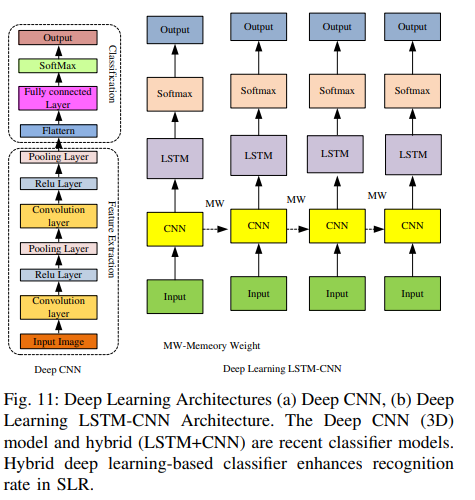 Output
SoftMax
Fully connected
Layer
Flattern
Classification
Pooling Layer
Relu Layer
Convolution
layer
Pooling Layer
Relu Layer
Convolution
layer
Input Image
Feature Extraction
Deep CNN
Output
Output
Output
Output
Softmax
Softmax
Softmax
Softmax
LSTM
LSTM
LSTM
LSTM
MW
MW
MW
CNN
CNN
CNN
CNN
Input
Input
Input
Input
MW-Memeory Weight
Deep Learning LSTM-CNN
Fig. 11: Deep Learning Architectures (a) Deep CNN, (b) Deep
Learning LSTM-CNN Architecture. The Deep CNN (3D)
model and hybrid (LSTM+CNN) are recent classifier models.
Hybrid deep learning-based classifier enhances recognition
rate in SLR.